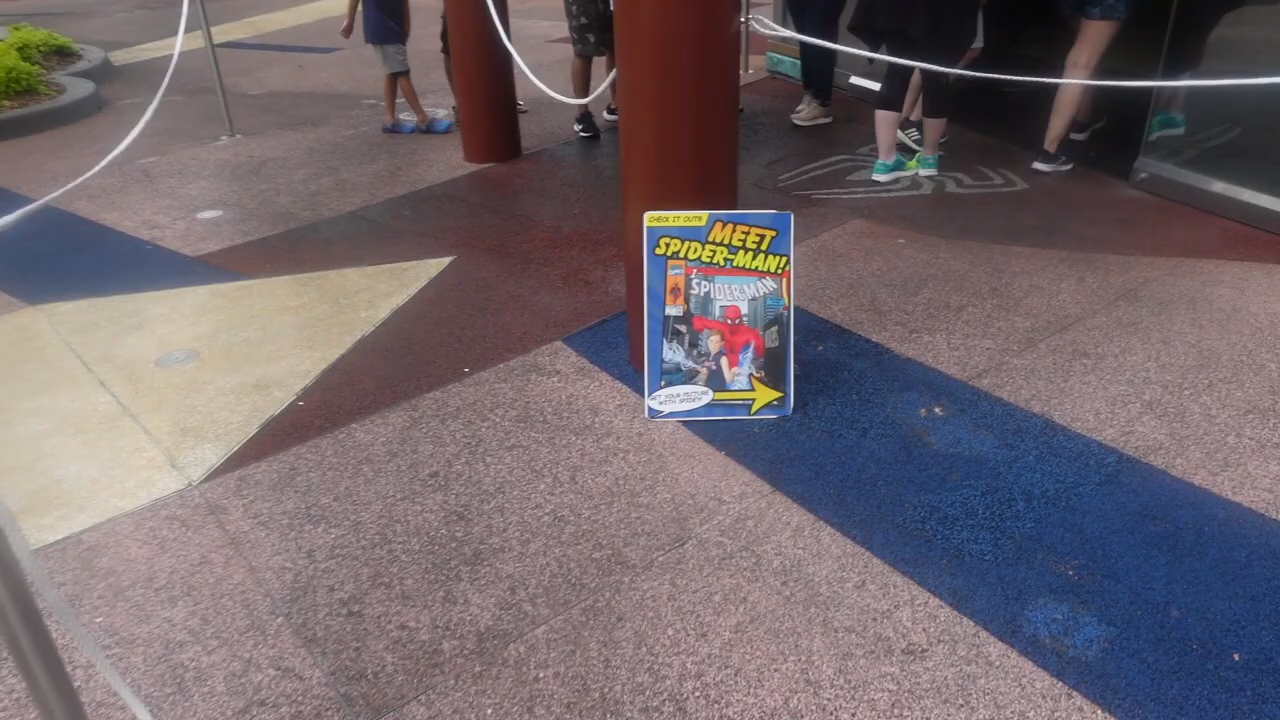 CHECK IT OUT!!
MEET
SPIDER-MAN!
SPIDER-MAN
GET YOUR PICTURE
WITH SPIDEY!